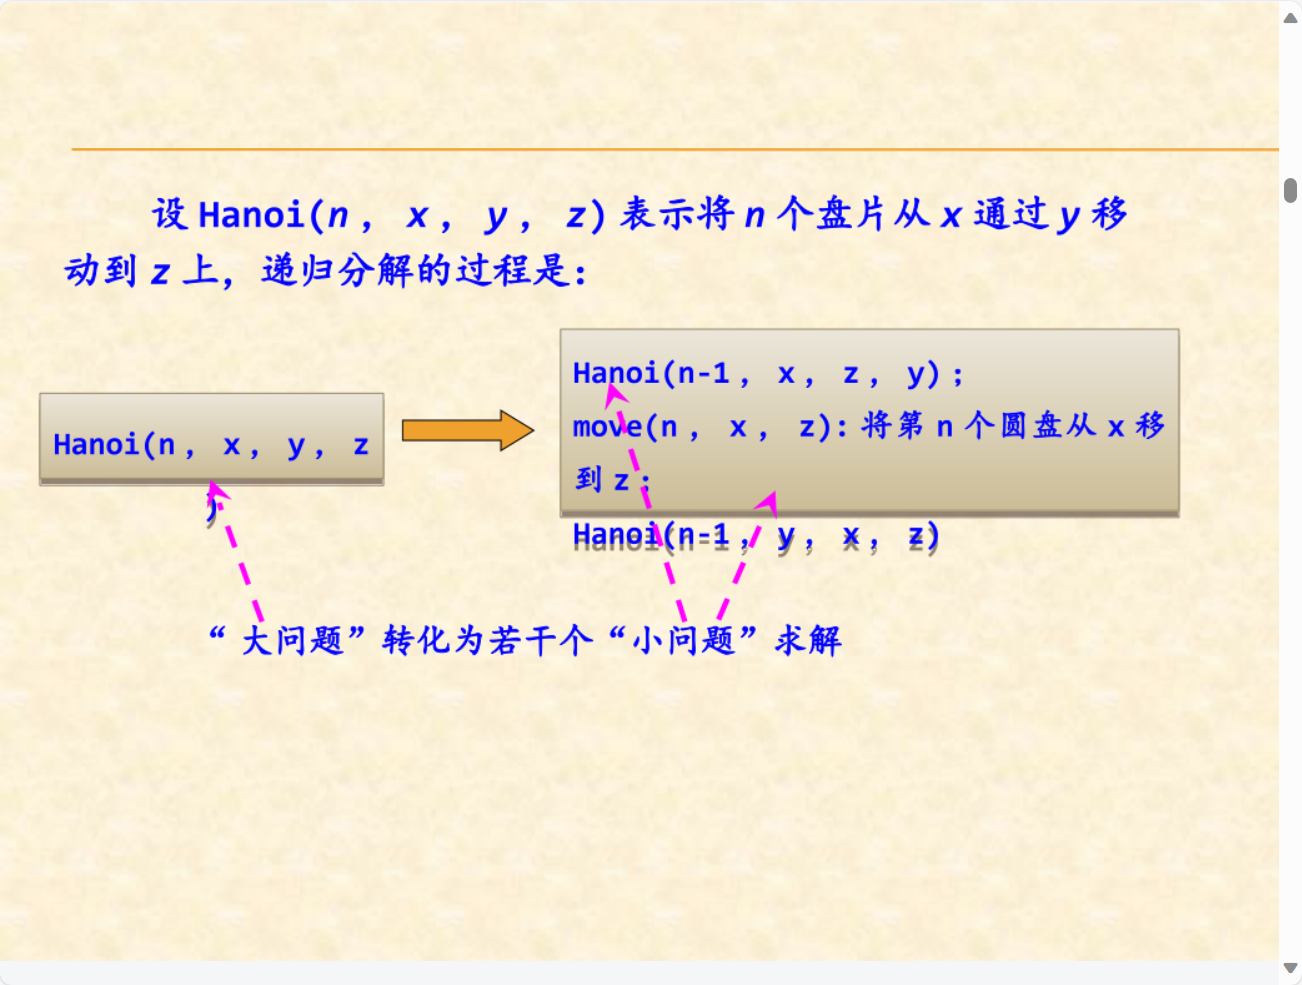 设 Hanoi(n， x， y， z) 表示将 n 个盘片从 x 通过 y 移
动到 z 上，递归分解的过程是：
Hanoi(n， x， y， z
)
Hanoi(n-1， x， z， y)；
move(n， x， z)：将第 n 个圆盘从 x 移
到 z；
Hanoi(n-1， y， x， z)
“ 大问题”转化为若干个“小问题”求解